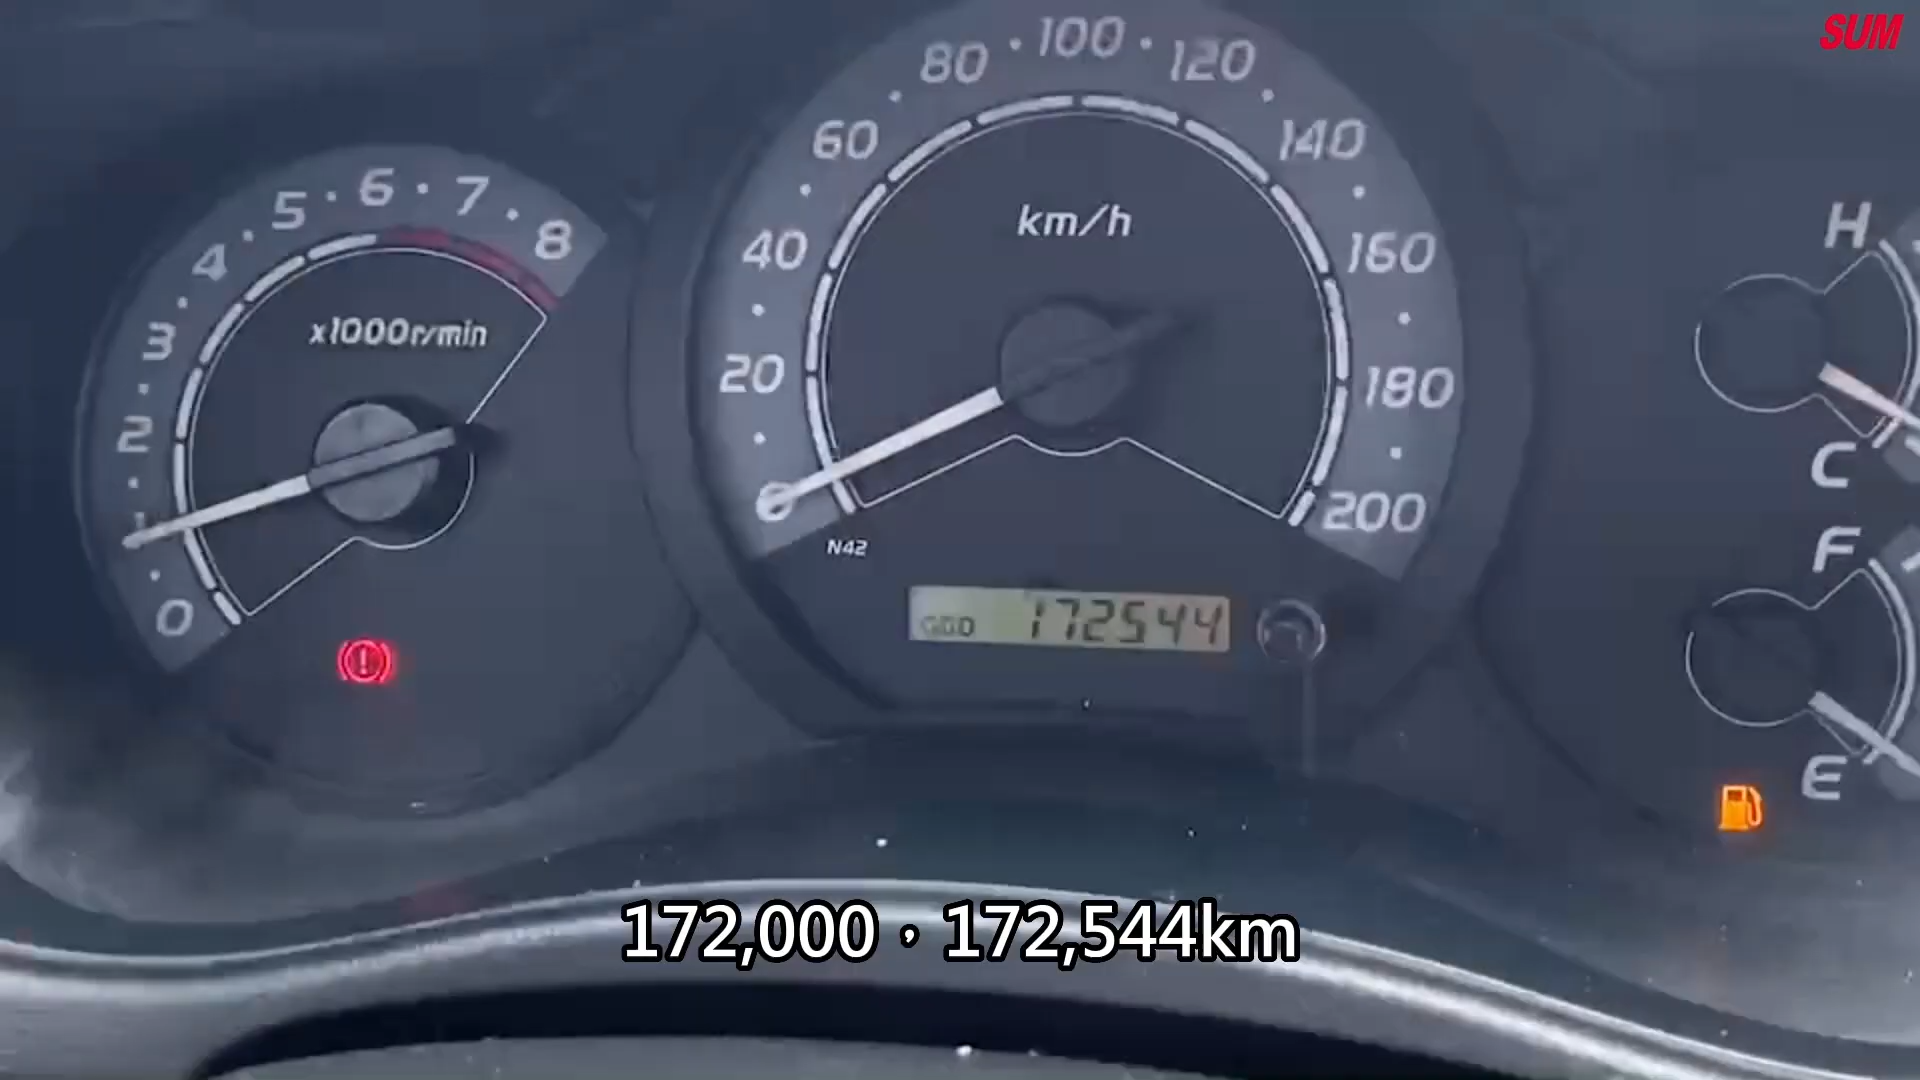 SUM
80 100 120
60 140
40 160
20 180
0 200
km/h
N42
ODO 172544
0 1 2 3 4 5 6 7 8
x1000r/min
H
C
F
E
172,000，172,544km